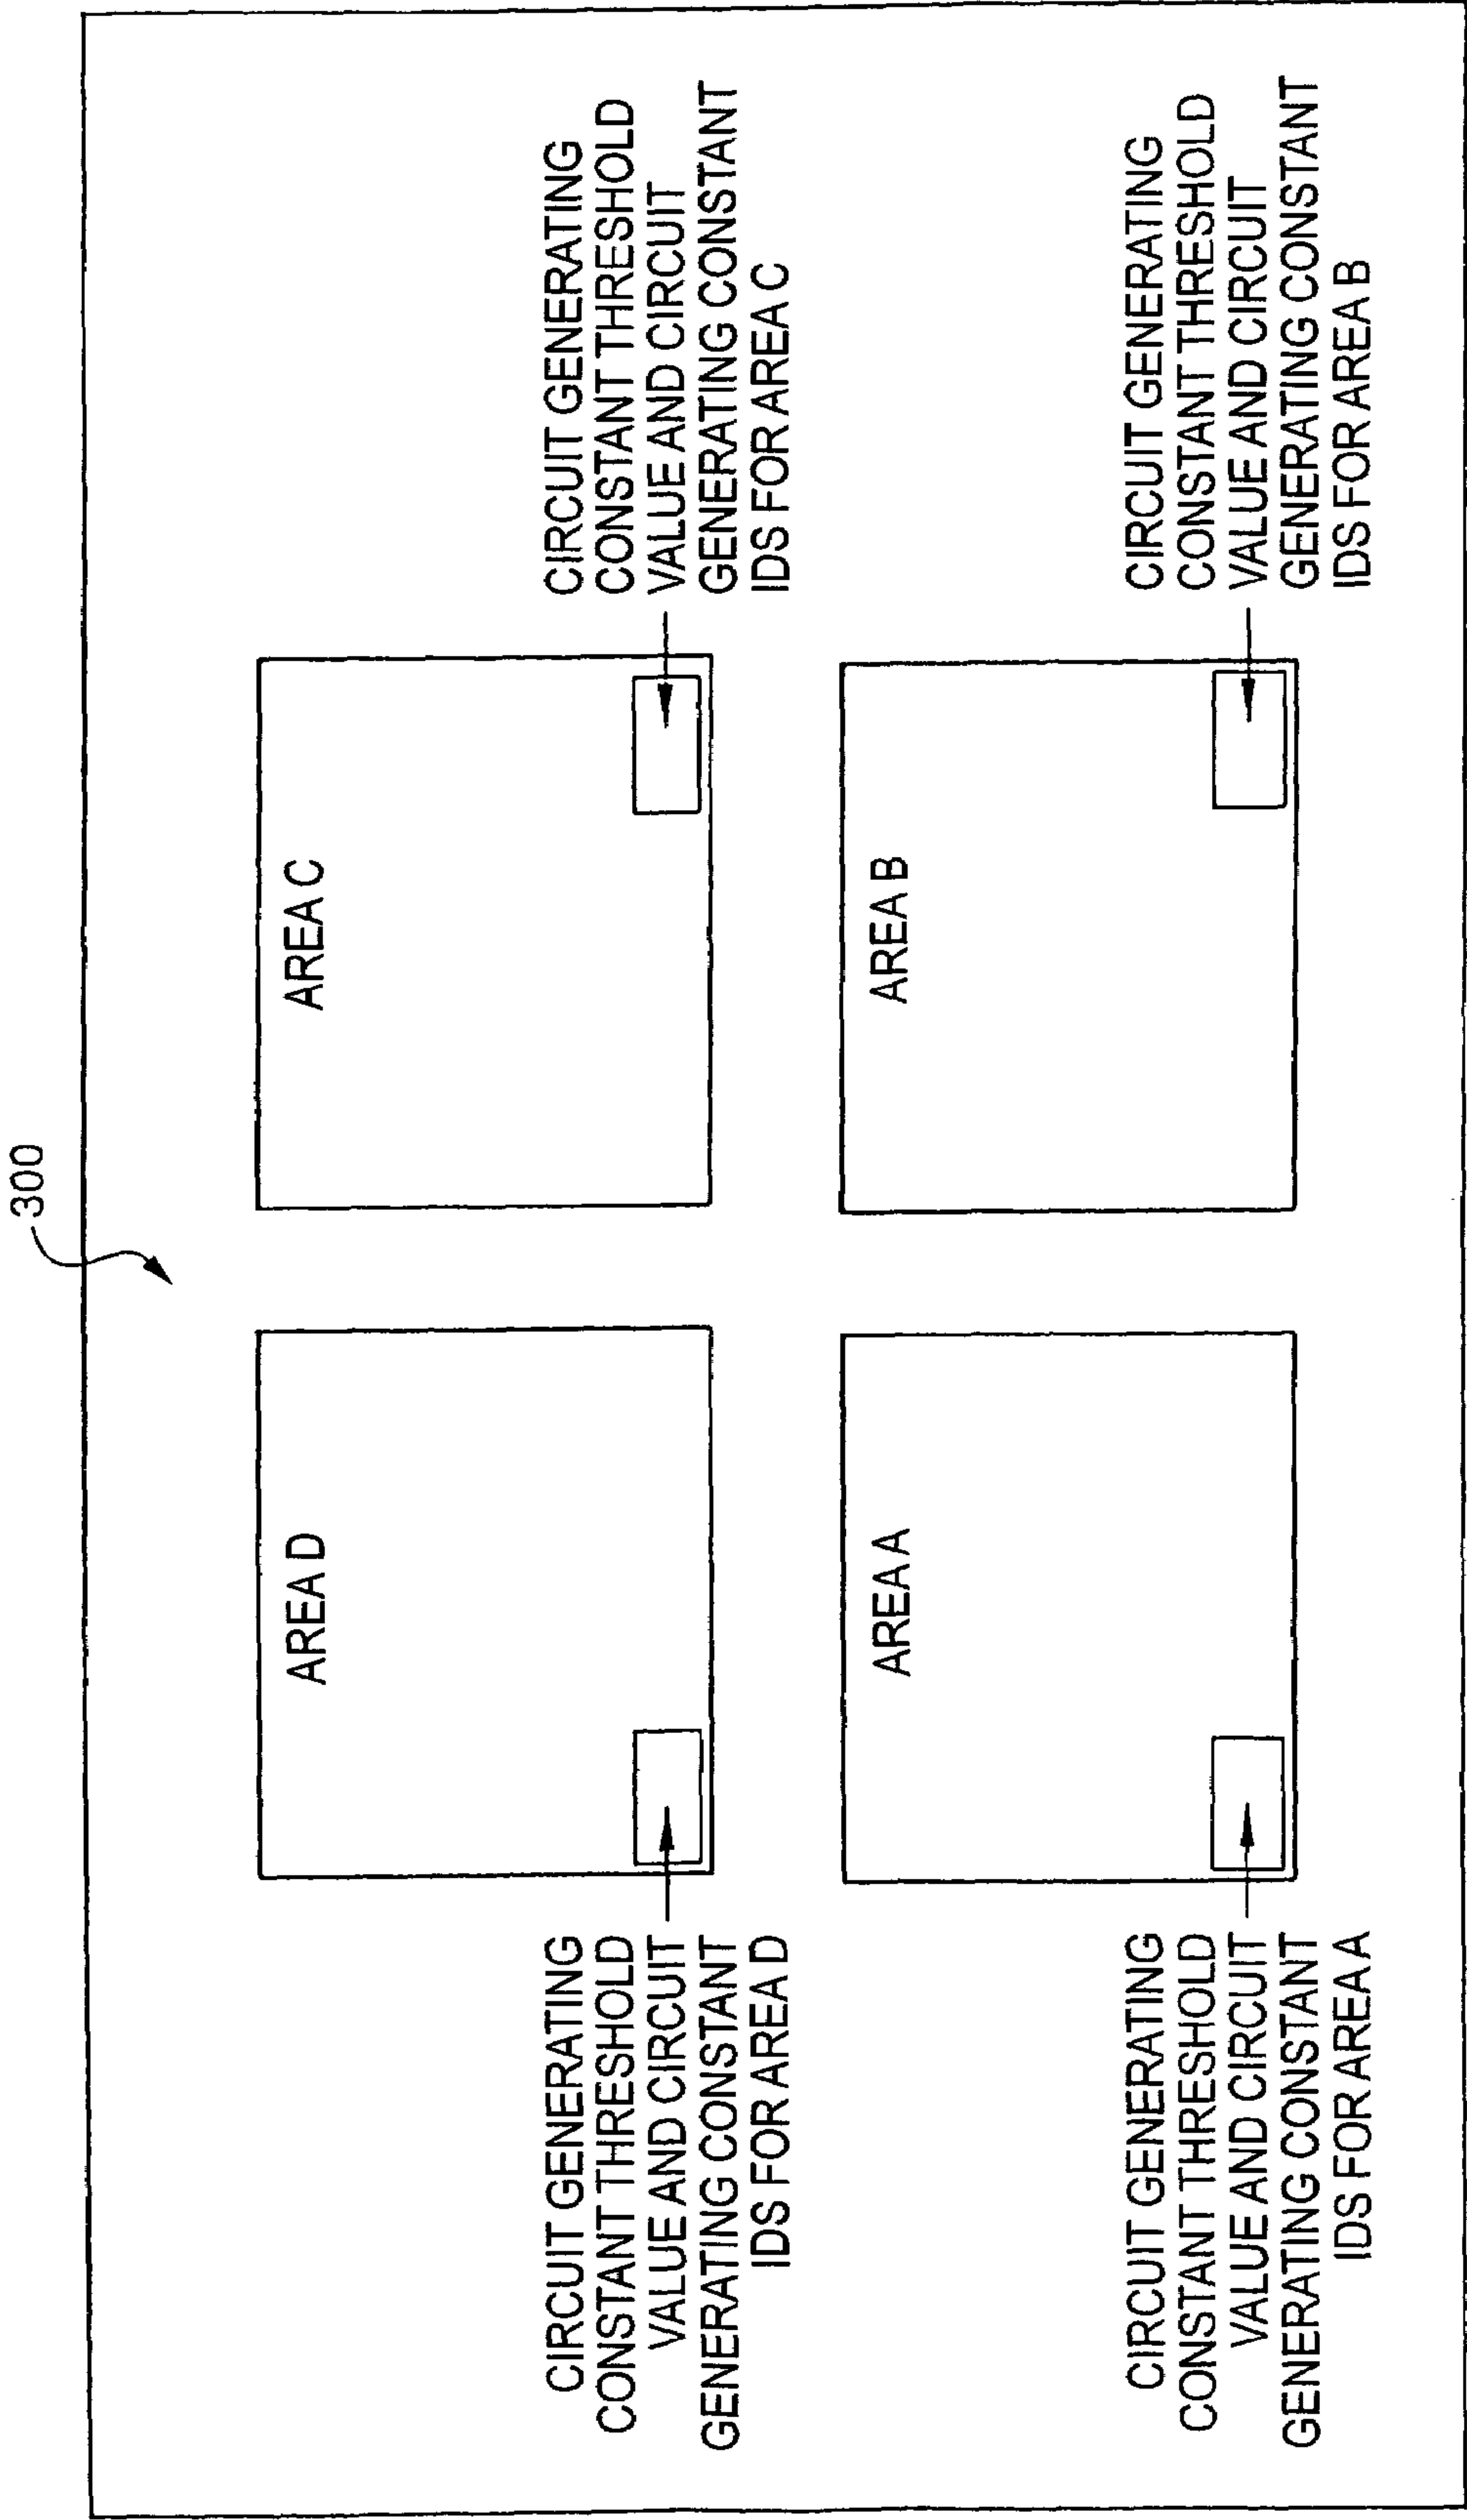 300
AREA D
CIRCUIT GENERATING
CONSTANT THRESHOLD
VALUE AND CIRCUIT
GENERATING CONSTANT
IDS FOR AREA D
AREA C
CIRCUIT GENERATING
CONSTANT THRESHOLD
VALUE AND CIRCUIT
GENERATING CONSTANT
IDS FOR AREA C
AREA A
CIRCUIT GENERATING
CONSTANT THRESHOLD
VALUE AND CIRCUIT
GENERATING CONSTANT
IDS FOR AREA A
AREA B
CIRCUIT GENERATING
CONSTANT THRESHOLD
VALUE AND CIRCUIT
GENERATING CONSTANT
IDS FOR AREA B